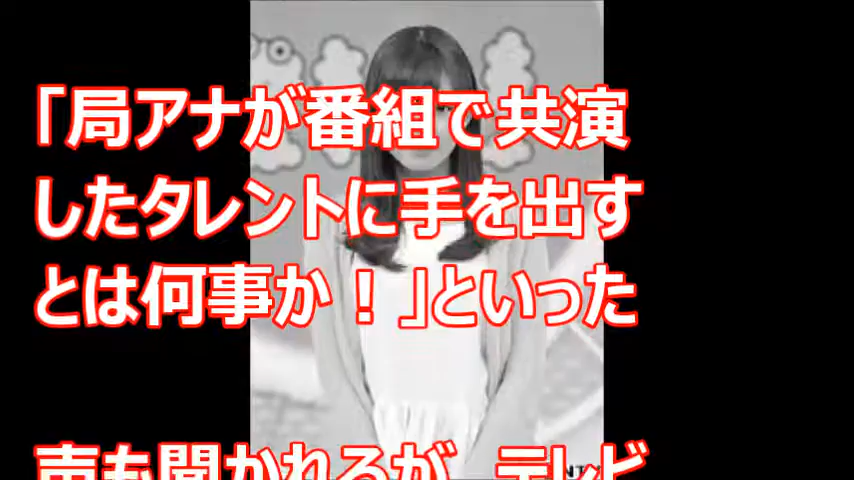 「局アナが番組で共演
したタレントに手を出す
とは何事か！」といった
声も聞かれるが、テレビ